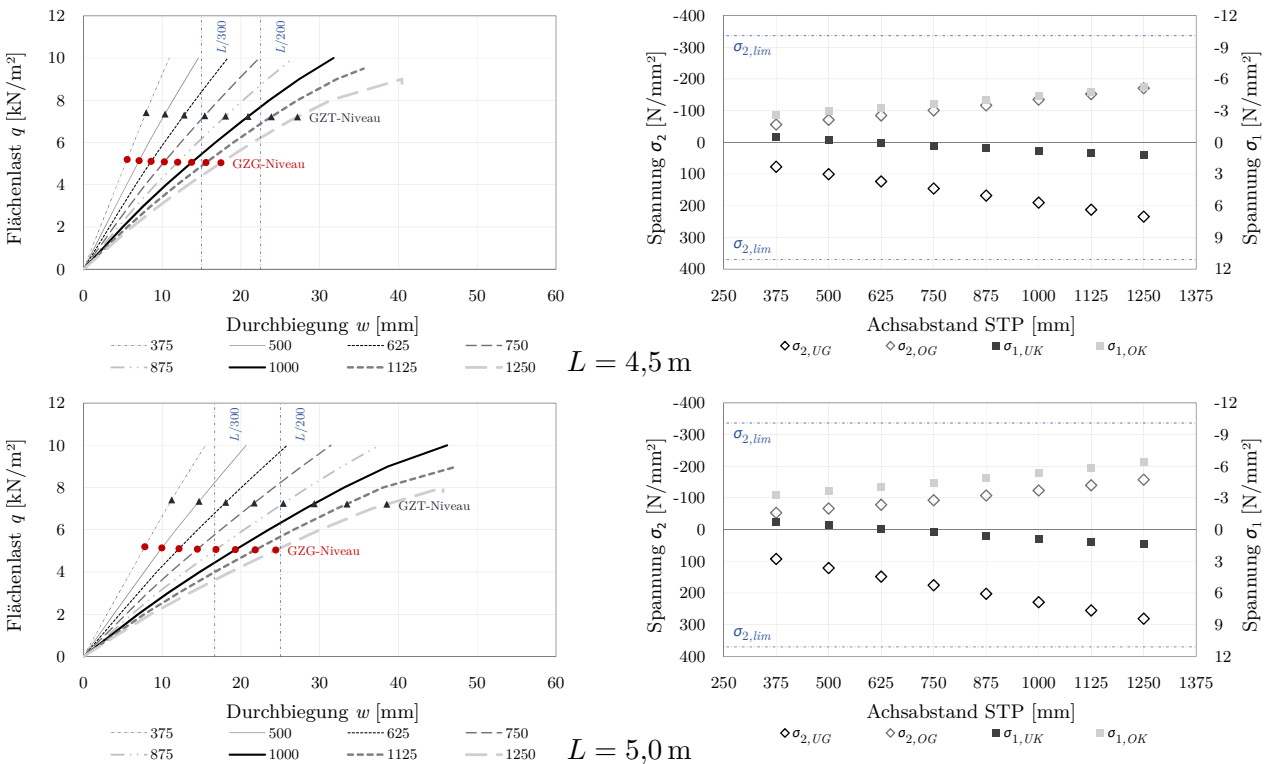 Flächenlast q [kN/m²]
12
10
8
6
4
2
0
L/300
L/200
GZT-Niveau
GZG-Niveau
0 10 20 30 40 50 60
Durchbiegung w [mm]
375 500 625 750
875 1000 1125 1250
Spannung σ₂ [N/mm²]
Spannung σ₁ [N/mm²]
-400 -12
-300 -9
-200 -6
-100 -3
0 0
100 3
200 6
300 9
400 12
σ2,lim
σ2,lim
250 375 500 625 750 875 1000 1125 1250 1375
Achsabstand STP [mm]
σ2,UG σ2,OG σ1,UK σ1,OK
L = 4,5 m
Flächenlast q [kN/m²]
12
10
8
6
4
2
0
L/300
L/200
GZT-Niveau
GZG-Niveau
0 10 20 30 40 50 60
Durchbiegung w [mm]
375 500 625 750
875 1000 1125 1250
Spannung σ₂ [N/mm²]
Spannung σ₁ [N/mm²]
-400 -12
-300 -9
-200 -6
-100 -3
0 0
100 3
200 6
300 9
400 12
σ2,lim
σ2,lim
250 375 500 625 750 875 1000 1125 1250 1375
Achsabstand STP [mm]
σ2,UG σ2,OG σ1,UK σ1,OK
L = 5,0 m